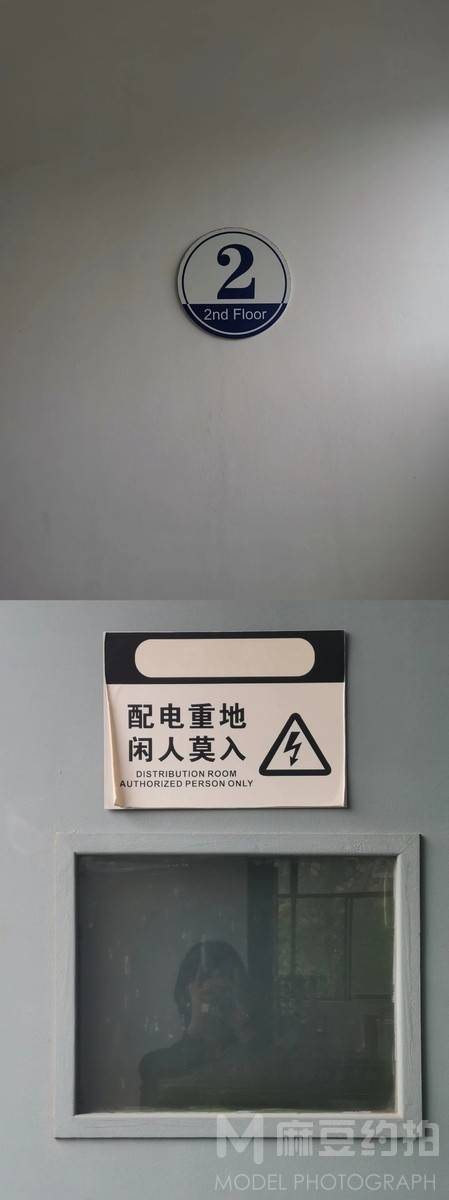 2
2nd Floor
配电重地
闲人莫入
DISTRIBUTION ROOM
AUTHORIZED PERSON ONLY
M 麻豆约拍
MODEL PHOTOGRAPH